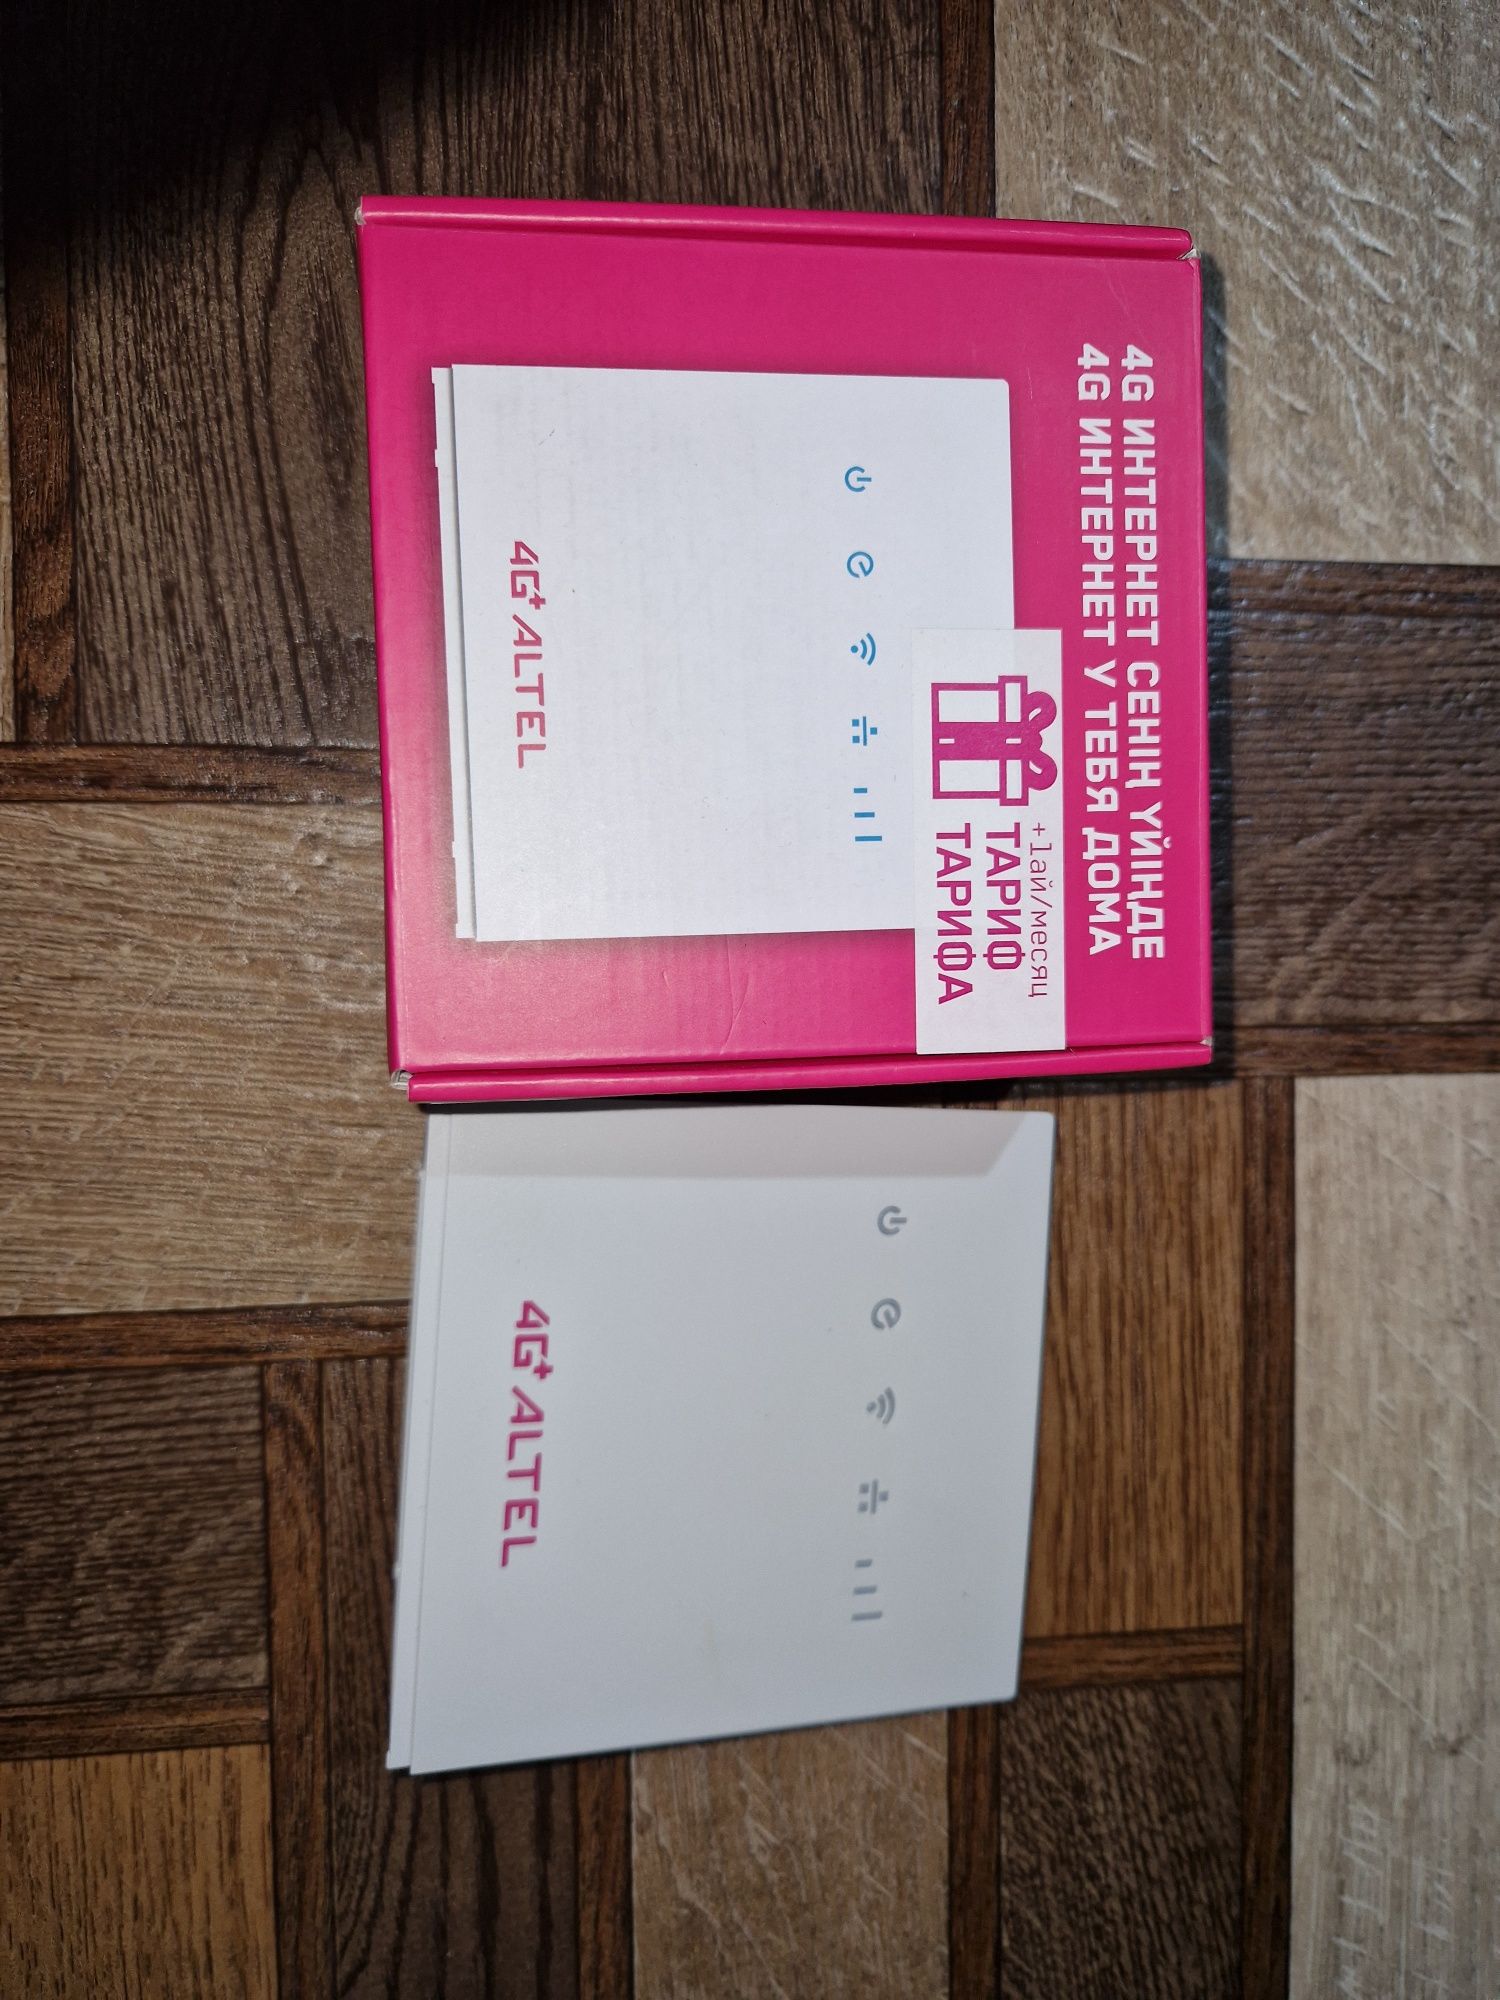 4G ИНТЕРНЕТ СЕНІҢ ҮЙІҢДЕ
4G ИНТЕРНЕТ У ТЕБЯ ДОМА
+1ай/месяц
ТАРИФ
ТАРИФА
4G+ ALTEL
4G+ ALTEL